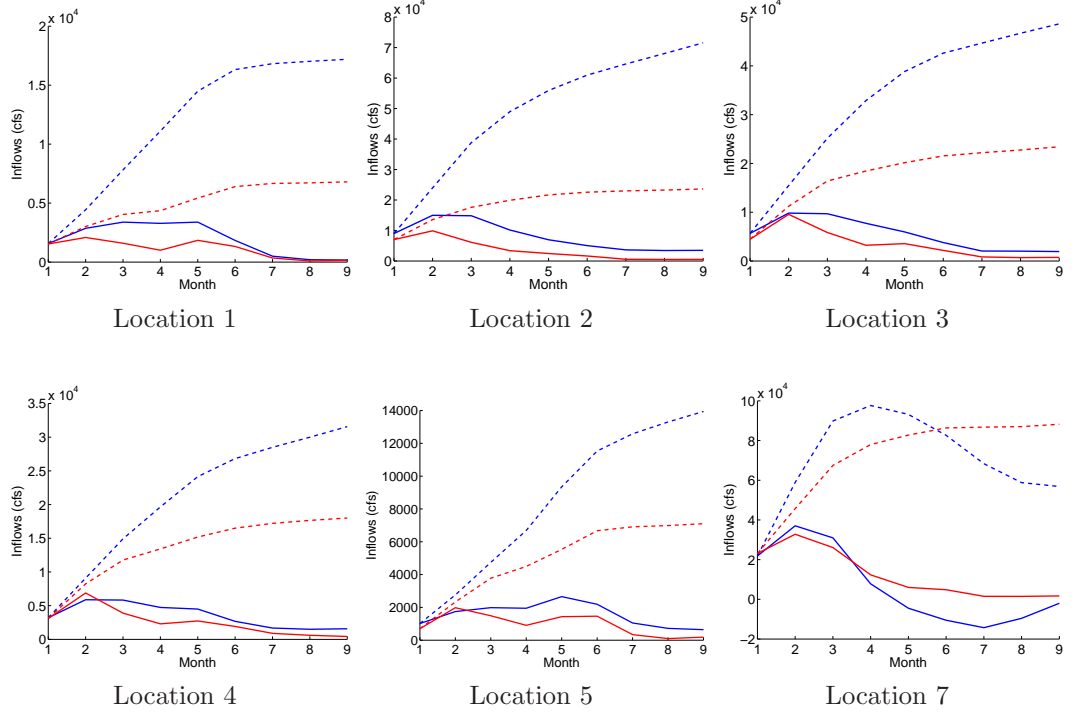 x 10^4
2
1.5
1
0.5
0
Inflows (cfs)
1 2 3 4 5 6 7 8 9
Month
Location 1
x 10^4
8
7
6
5
4
3
2
1
0
Inflows (cfs)
1 2 3 4 5 6 7 8 9
Month
Location 2
x 10^4
5
4
3
2
1
0
Inflows (cfs)
1 2 3 4 5 6 7 8 9
Month
Location 3
x 10^4
3.5
3
2.5
2
1.5
1
0.5
0
Inflows (cfs)
1 2 3 4 5 6 7 8 9
Month
Location 4
14000
12000
10000
8000
6000
4000
2000
0
Inflows (cfs)
1 2 3 4 5 6 7 8 9
Month
Location 5
x 10^4
10
8
6
4
2
0
−2
Inflows (cfs)
1 2 3 4 5 6 7 8 9
Month
Location 7